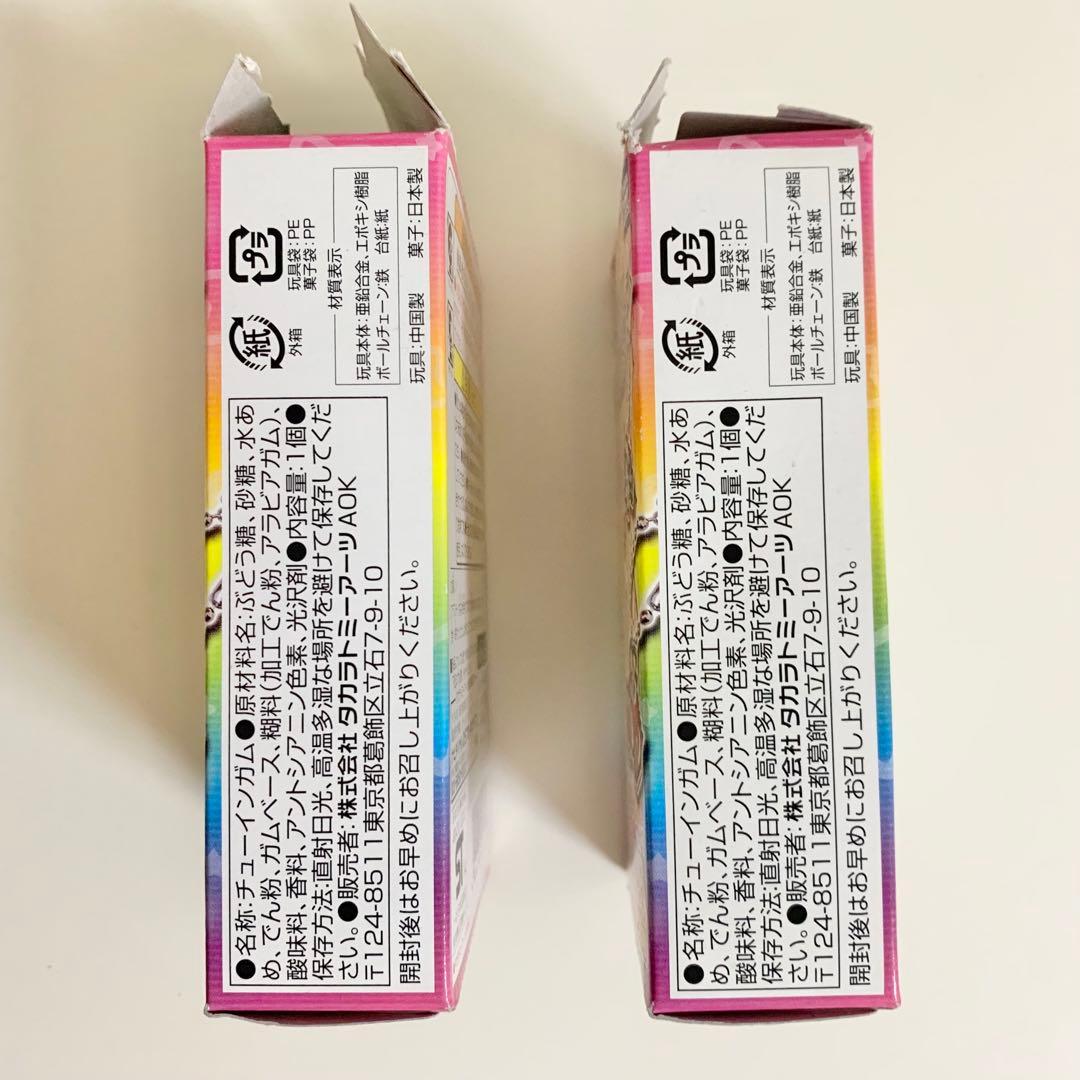 ●名称:チューインガム●原材料名:ぶどう糖、砂糖、水あ
め、でん粉、ガムベース、糊料(加工でん粉、アラビアガム)、
酸味料、香料、アントシアニン色素、光沢剤●内容量:1個●
保存方法:直射日光、高温多湿な場所を避けて保存してくだ
さい。●販売者:株式会社 タカラトミーアーツAOK
〒124-8511東京都葛飾区立石7-9-10
開封後はお早めにお召し上がりください。
紙
外箱
プラ
玩具袋:PE
菓子袋:PP
材質表示
玩具本体:亜鉛合金、エポキシ樹脂
ボールチェーン:鉄 台紙:紙
玩具:中国製 菓子:日本製
●名称:チューインガム●原材料名:ぶどう糖、砂糖、水あ
め、でん粉、ガムベース、糊料(加工でん粉、アラビアガム)、
酸味料、香料、アントシアニン色素、光沢剤●内容量:1個●
保存方法:直射日光、高温多湿な場所を避けて保存してくだ
さい。●販売者:株式会社 タカラトミーアーツAOK
〒124-8511東京都葛飾区立石7-9-10
開封後はお早めにお召し上がりください。
紙
外箱
プラ
玩具袋:PE
菓子袋:PP
材質表示
玩具本体:亜鉛合金、エポキシ樹脂
ボールチェーン:鉄 台紙:紙
玩具:中国製 菓子:日本製